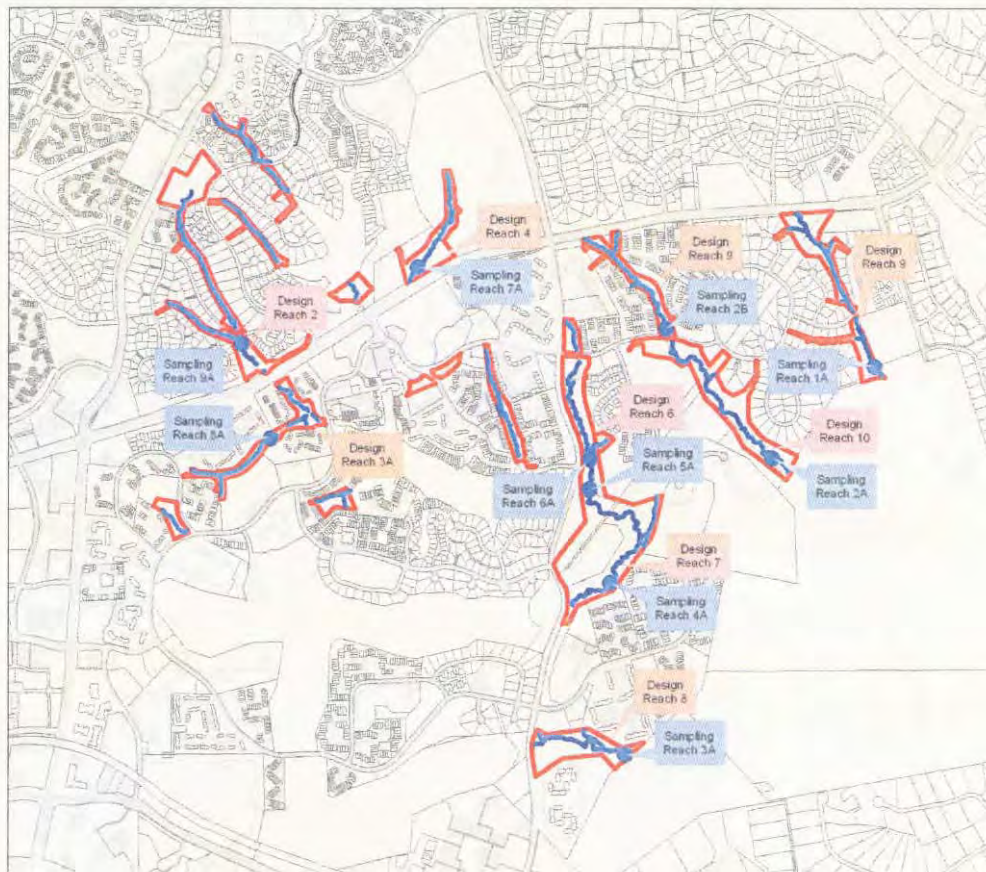 Design
Reach 4
Sampling
Reach 7A
Design
Reach 9
Design
Reach 9
Sampling
Reach 2B
Design
Reach 2
Sampling
Reach 9A
Sampling
Reach 1A
Design
Reach 6
Sampling
Reach 8A
Design
Reach 10
Design
Reach 3A
Sampling
Reach 5A
Sampling
Reach 6A
Sampling
Reach 2A
Design
Reach 7
Sampling
Reach 4A
Design
Reach 8
Sampling
Reach 3A